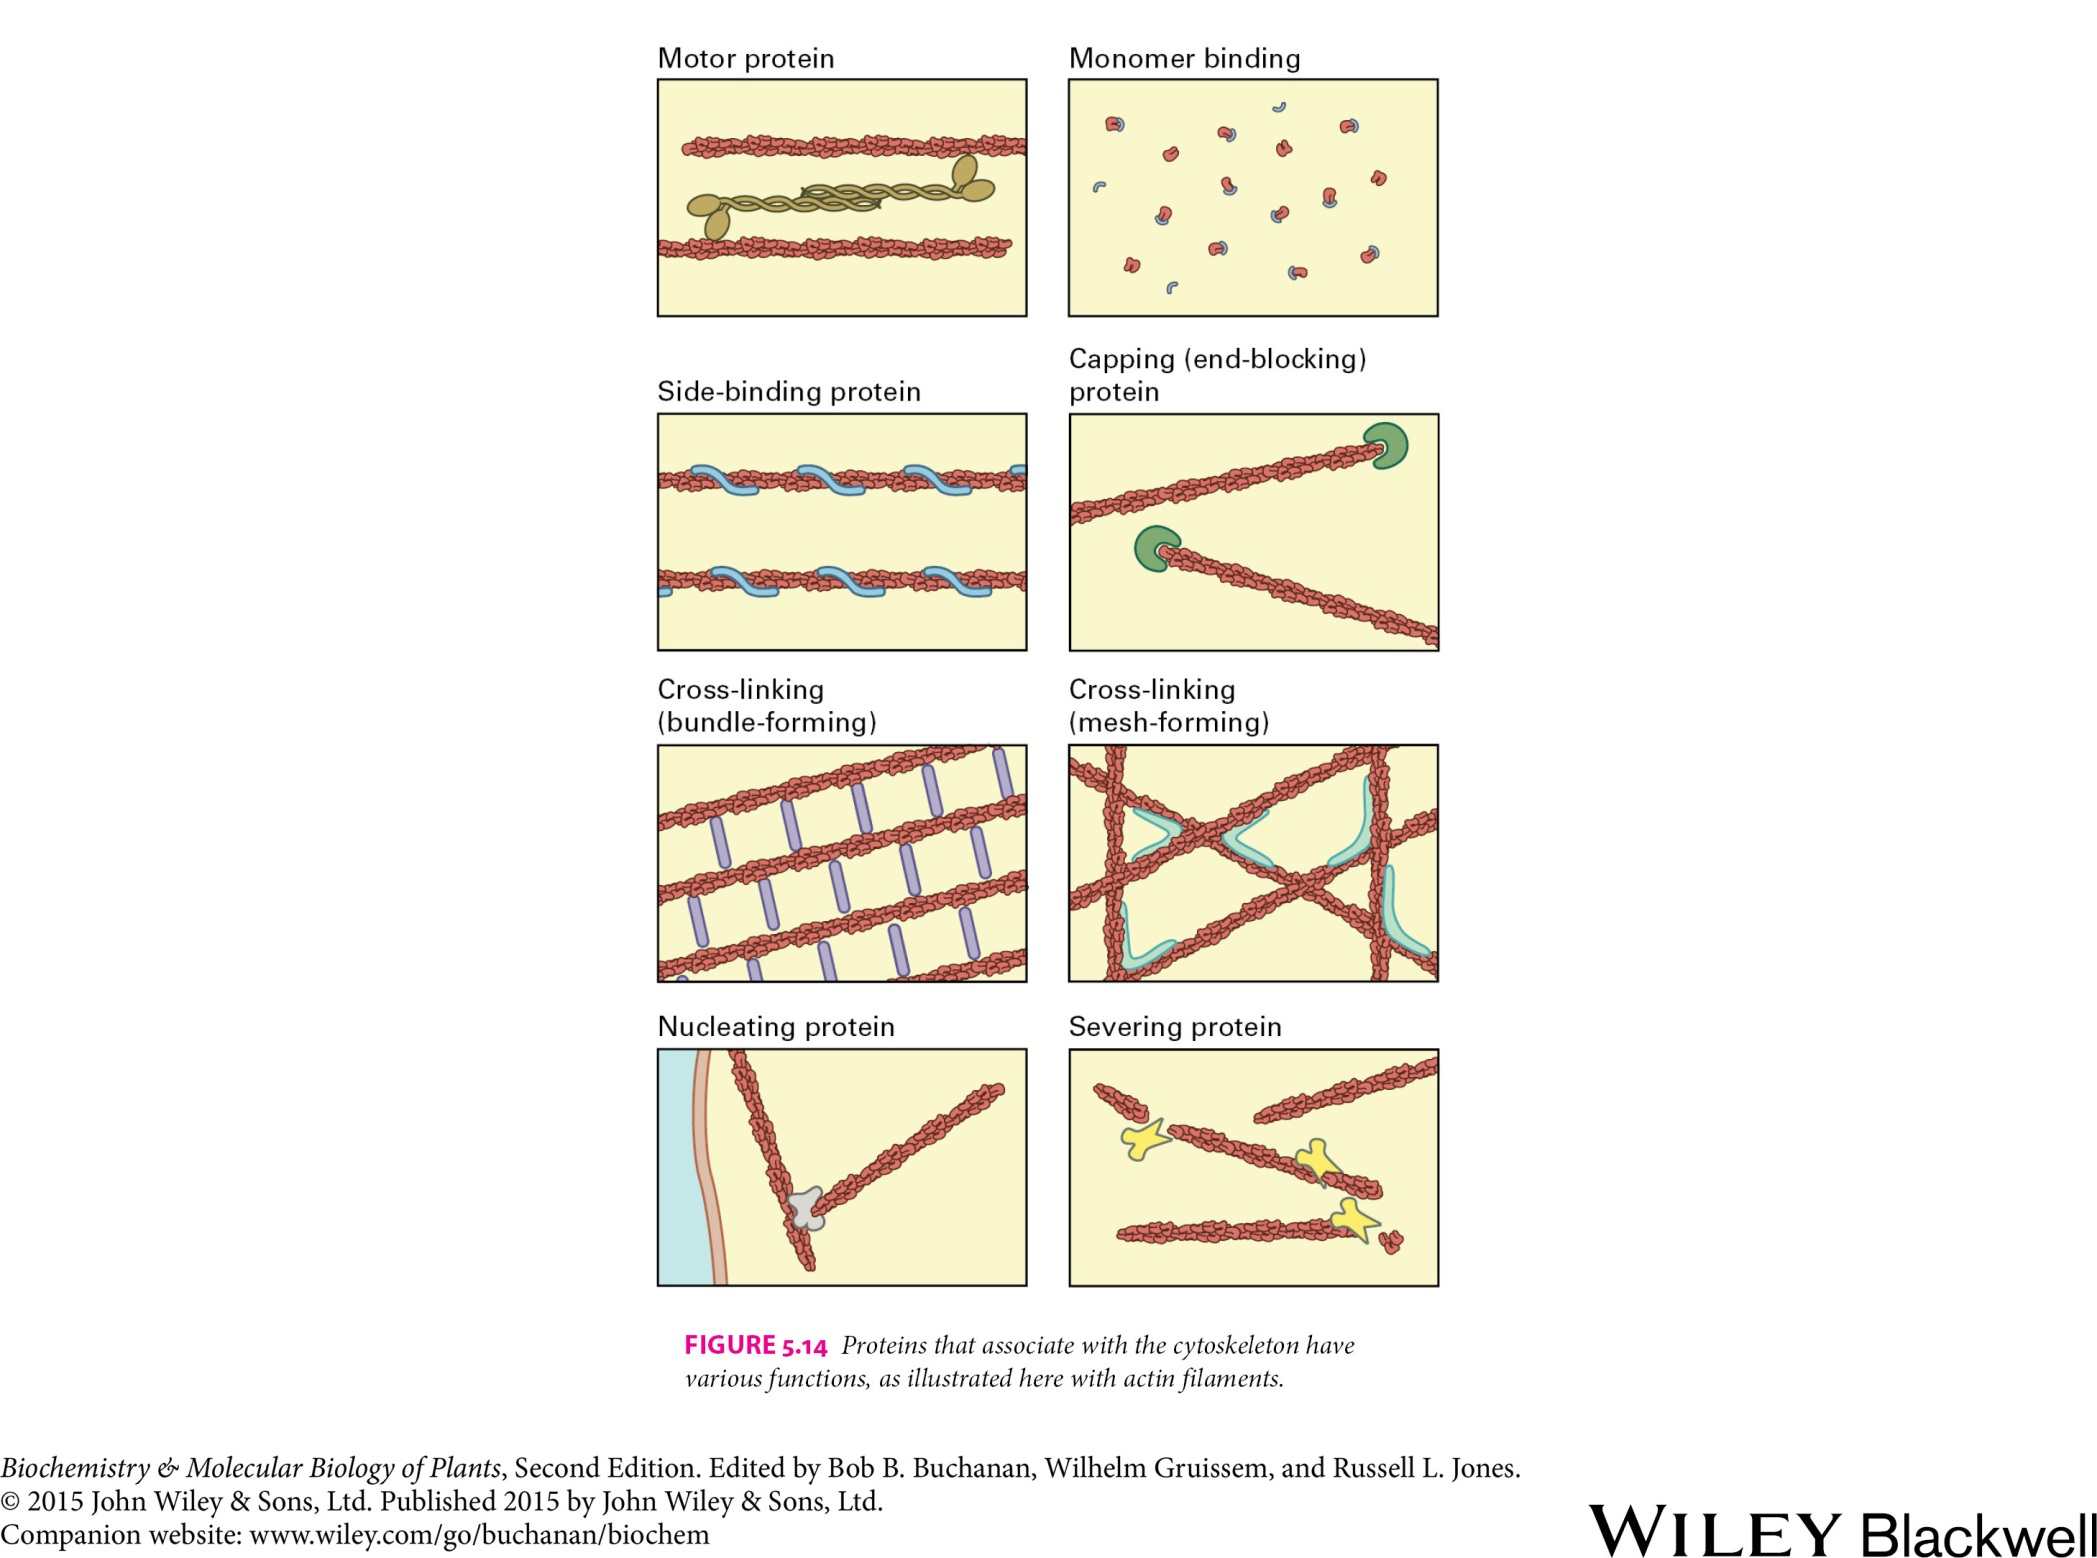 Motor protein
Monomer binding
Side-binding protein
Capping (end-blocking)
protein
Cross-linking
(bundle-forming)
Cross-linking
(mesh-forming)
Nucleating protein
Severing protein
FIGURE 5.14 Proteins that associate with the cytoskeleton have
various functions, as illustrated here with actin filaments.
Biochemistry & Molecular Biology of Plants, Second Edition. Edited by Bob B. Buchanan, Wilhelm Gruissem, and Russell L. Jones.
© 2015 John Wiley & Sons, Ltd. Published 2015 by John Wiley & Sons, Ltd.
Companion website: www.wiley.com/go/buchanan/biochem
WILEY Blackwell